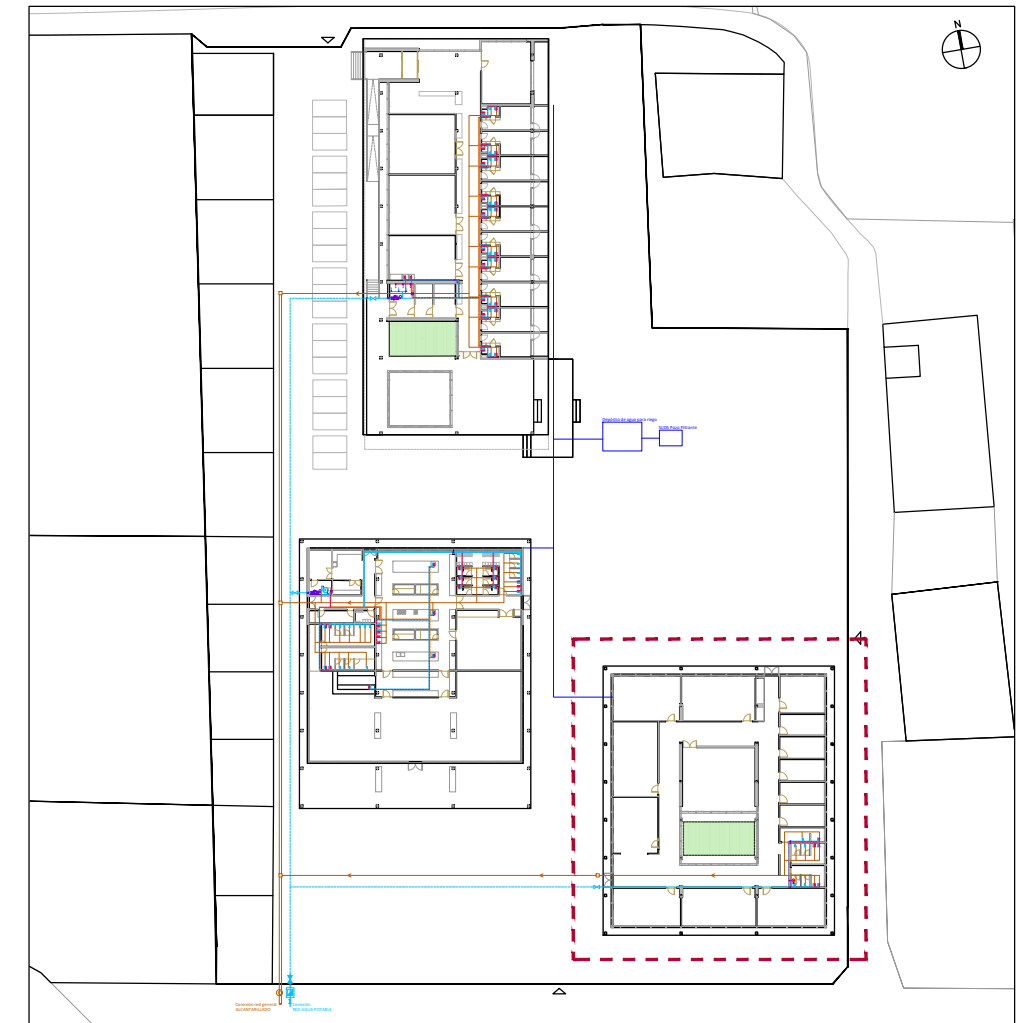 N
Depósito de agua para riego
SUDS Pozo Filtrante
Conexión red general
ALCANTARILLADO
Conexión
RED AGUA POTABLE